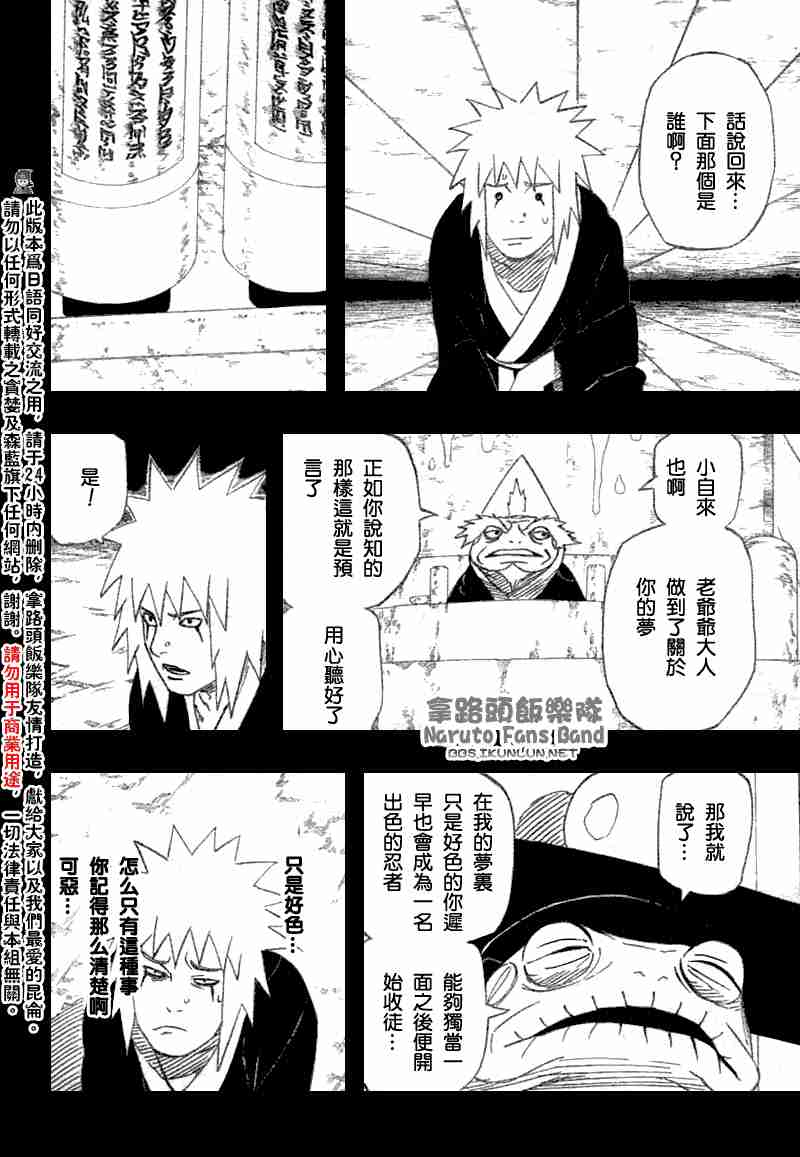 話說回來…
下面那個是
誰啊?
小自來
也啊
老爺爺大人
做到了關於
你的夢
正如你說知的
那樣這就是預
言了
用心聽好了
是!
那我就
說了…
在我的夢裏
只是好色的你遲
早也會成為一名
出色的忍者
能夠獨當一
面之後便開
始收徒…
只是好色…
怎么只有這種事
你記得那么清楚啊
可惡…
拿路頭飯樂隊
Naruto Fans Band
BBS.IKUNLUN.NET
此版本爲日語同好交流之用，請于24小時内删除，拿路頭飯樂隊友情打造，獻給大家以及我們最愛的昆侖。
請勿以任何形式轉載之貪婪及森藍旗下任何網站，謝謝。請勿用于商業用途，一切法律責任與本組無關。